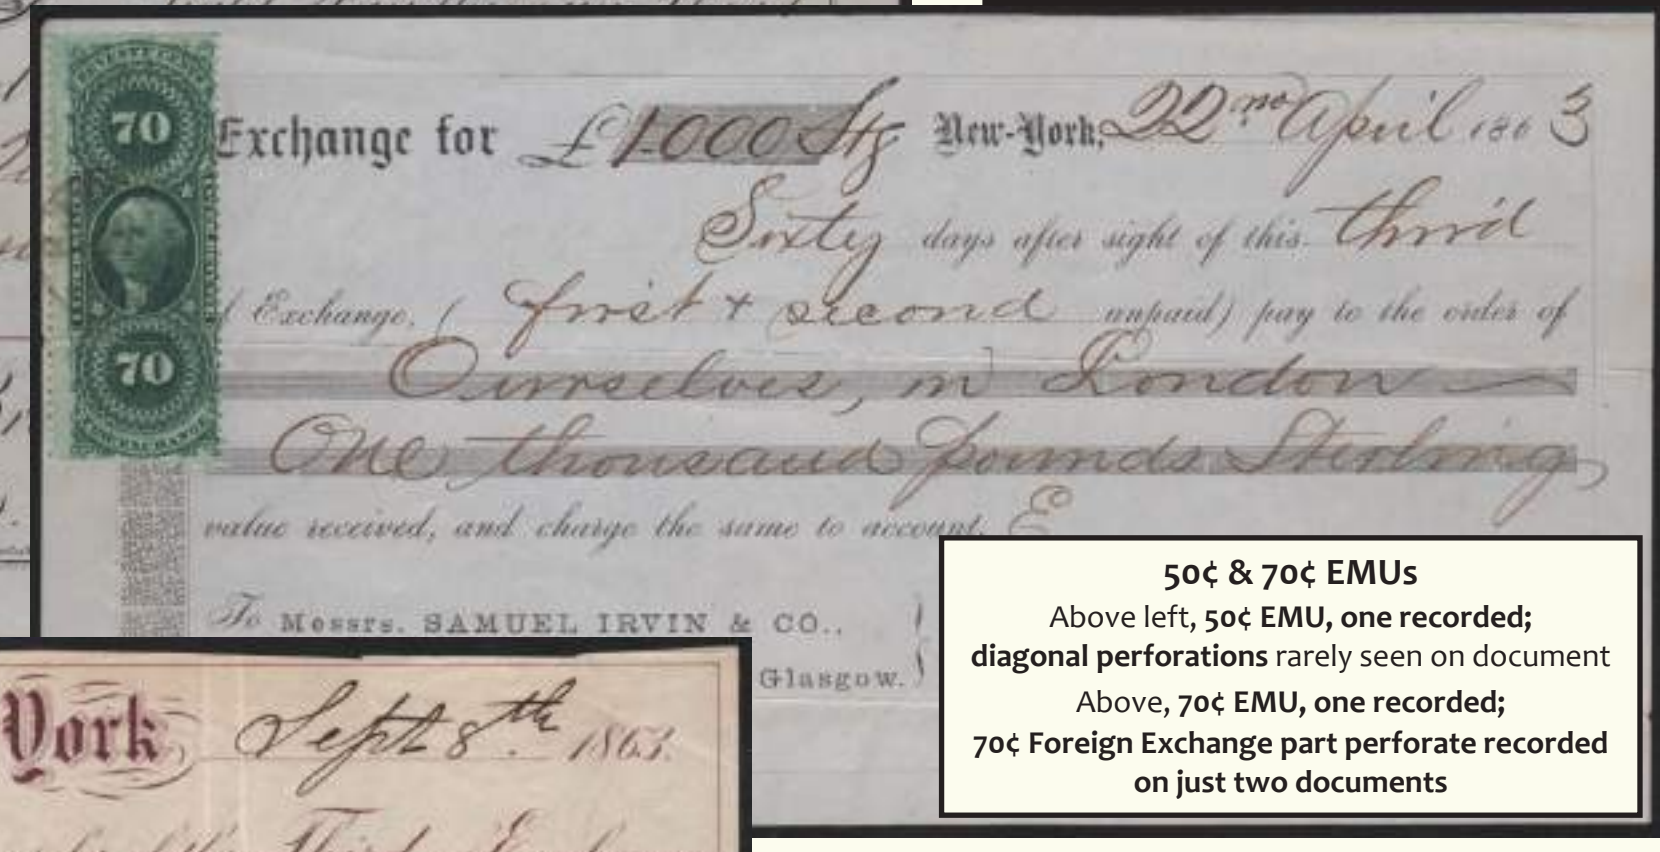 70
70
Exchange for £1000 Stg New-York, 22nd April 1863
Sixty days after sight of this third
Exchange, ( first + second unpaid) pay to the order of
Ourselves, in London
One thousand pounds Sterling
value received, and charge the same to account.
To Messrs. SAMUEL IRVIN & CO.,
Glasgow.
50¢ & 70¢ EMUs
Above left, 50¢ EMU, one recorded;
diagonal perforations rarely seen on document
Above, 70¢ EMU, one recorded;
70¢ Foreign Exchange part perforate recorded
on just two documents
York Sept 8th 1863.